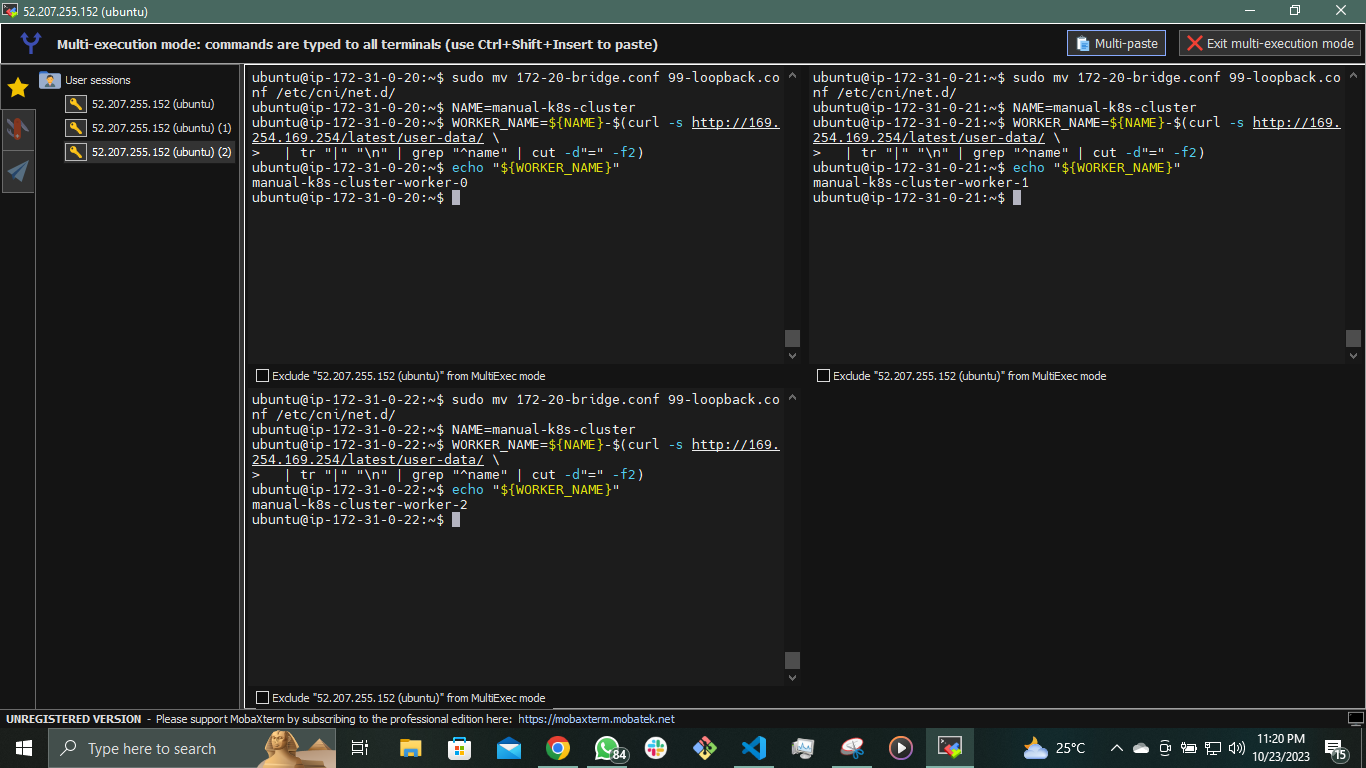 52.207.255.152 (ubuntu)
Multi-execution mode: commands are typed to all terminals (use Ctrl+Shift+Insert to paste)
Multi-paste
Exit multi-execution mode
User sessions
52.207.255.152 (ubuntu)
52.207.255.152 (ubuntu) (1)
52.207.255.152 (ubuntu) (2)
ubuntu@ip-172-31-0-20:~$ sudo mv 172-20-bridge.conf 99-loopback.co
nf /etc/cni/net.d/
ubuntu@ip-172-31-0-20:~$ NAME=manual-k8s-cluster
ubuntu@ip-172-31-0-20:~$ WORKER_NAME=${NAME}-$(curl -s http://169.
254.169.254/latest/user-data/ \
>   | tr "|" "\n" | grep "^name" | cut -d"=" -f2)
ubuntu@ip-172-31-0-20:~$ echo "${WORKER_NAME}"
manual-k8s-cluster-worker-0
ubuntu@ip-172-31-0-20:~$
Exclude "52.207.255.152 (ubuntu)" from MultiExec mode
ubuntu@ip-172-31-0-21:~$ sudo mv 172-20-bridge.conf 99-loopback.co
nf /etc/cni/net.d/
ubuntu@ip-172-31-0-21:~$ NAME=manual-k8s-cluster
ubuntu@ip-172-31-0-21:~$ WORKER_NAME=${NAME}-$(curl -s http://169.
254.169.254/latest/user-data/ \
>   | tr "|" "\n" | grep "^name" | cut -d"=" -f2)
ubuntu@ip-172-31-0-21:~$ echo "${WORKER_NAME}"
manual-k8s-cluster-worker-1
ubuntu@ip-172-31-0-21:~$
Exclude "52.207.255.152 (ubuntu)" from MultiExec mode
ubuntu@ip-172-31-0-22:~$ sudo mv 172-20-bridge.conf 99-loopback.co
nf /etc/cni/net.d/
ubuntu@ip-172-31-0-22:~$ NAME=manual-k8s-cluster
ubuntu@ip-172-31-0-22:~$ WORKER_NAME=${NAME}-$(curl -s http://169.
254.169.254/latest/user-data/ \
>   | tr "|" "\n" | grep "^name" | cut -d"=" -f2)
ubuntu@ip-172-31-0-22:~$ echo "${WORKER_NAME}"
manual-k8s-cluster-worker-2
ubuntu@ip-172-31-0-22:~$
Exclude "52.207.255.152 (ubuntu)" from MultiExec mode
UNREGISTERED VERSION - Please support MobaXterm by subscribing to the professional edition here: https://mobaxterm.mobatek.net
Type here to search
84
25°C
11:20 PM
10/23/2023
15